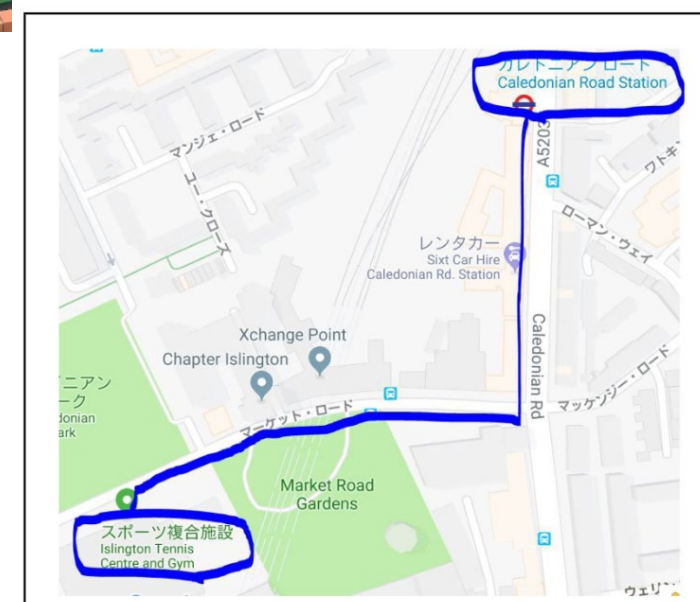 カレドニアン ロード
Caledonian Road Station
マンジェ・ロード
A5203
ユー・クローズ
ローマン・ウェイ
レンタカー
Sixt Car Hire
Caledonian Rd. Station
Xchange Point
Chapter Islington
Caledonian Rd
マッケンジー・ロード
マーケット・ロード
Market Road
Gardens
スポーツ複合施設
Islington Tennis
Centre and Gym